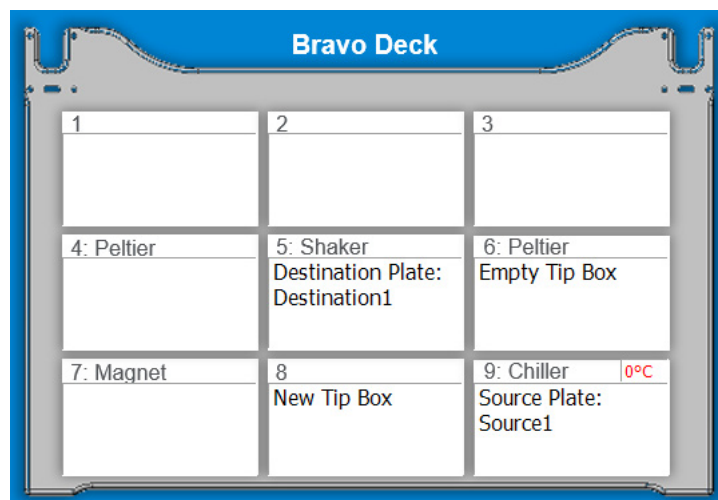 Bravo Deck
1
2
3
4: Peltier
5: Shaker
Destination Plate:
Destination1
6: Peltier
Empty Tip Box
7: Magnet
8
New Tip Box
9: Chiller
0°C
Source Plate:
Source1